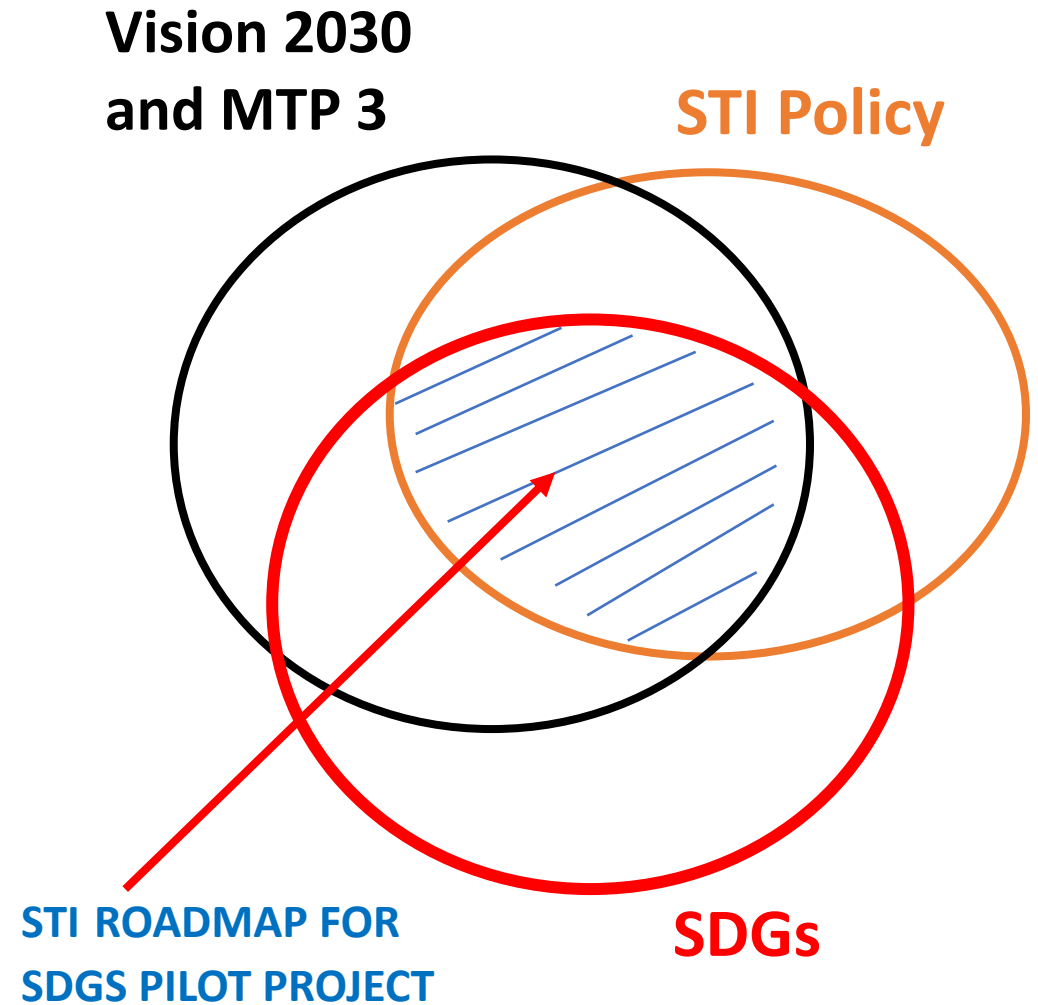 Vision 2030
and MTP 3
STI Policy
STI ROADMAP FOR
SDGS PILOT PROJECT
SDGs